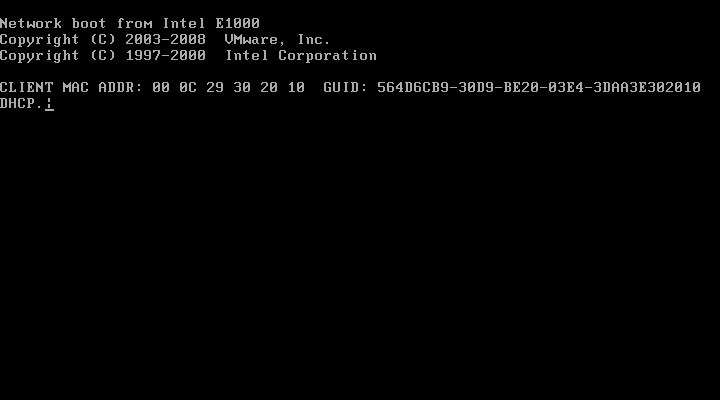 Network boot from Intel E1000
Copyright (C) 2003-2008  VMware, Inc.
Copyright (C) 1997-2000  Intel Corporation
CLIENT MAC ADDR: 00 0C 29 30 20 10  GUID: 564D6CB9-30D9-BE20-03E4-3DAA3E302010
DHCP.¦